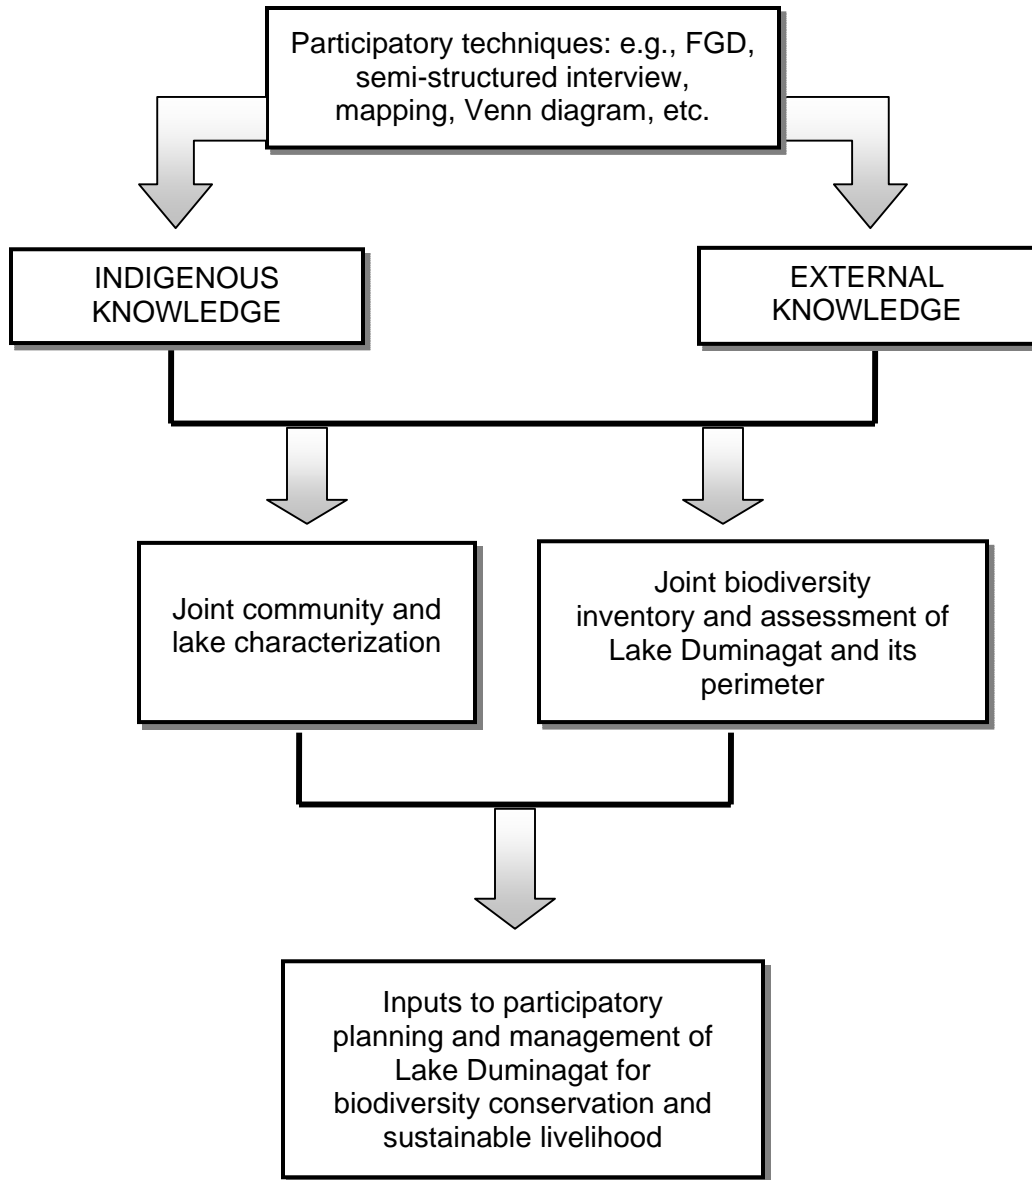 Participatory techniques: e.g., FGD,
semi-structured interview,
mapping, Venn diagram, etc.
INDIGENOUS
KNOWLEDGE
EXTERNAL
KNOWLEDGE
Joint community and
lake characterization
Joint biodiversity
inventory and assessment of
Lake Duminagat and its
perimeter
Inputs to participatory
planning and management of
Lake Duminagat for
biodiversity conservation and
sustainable livelihood